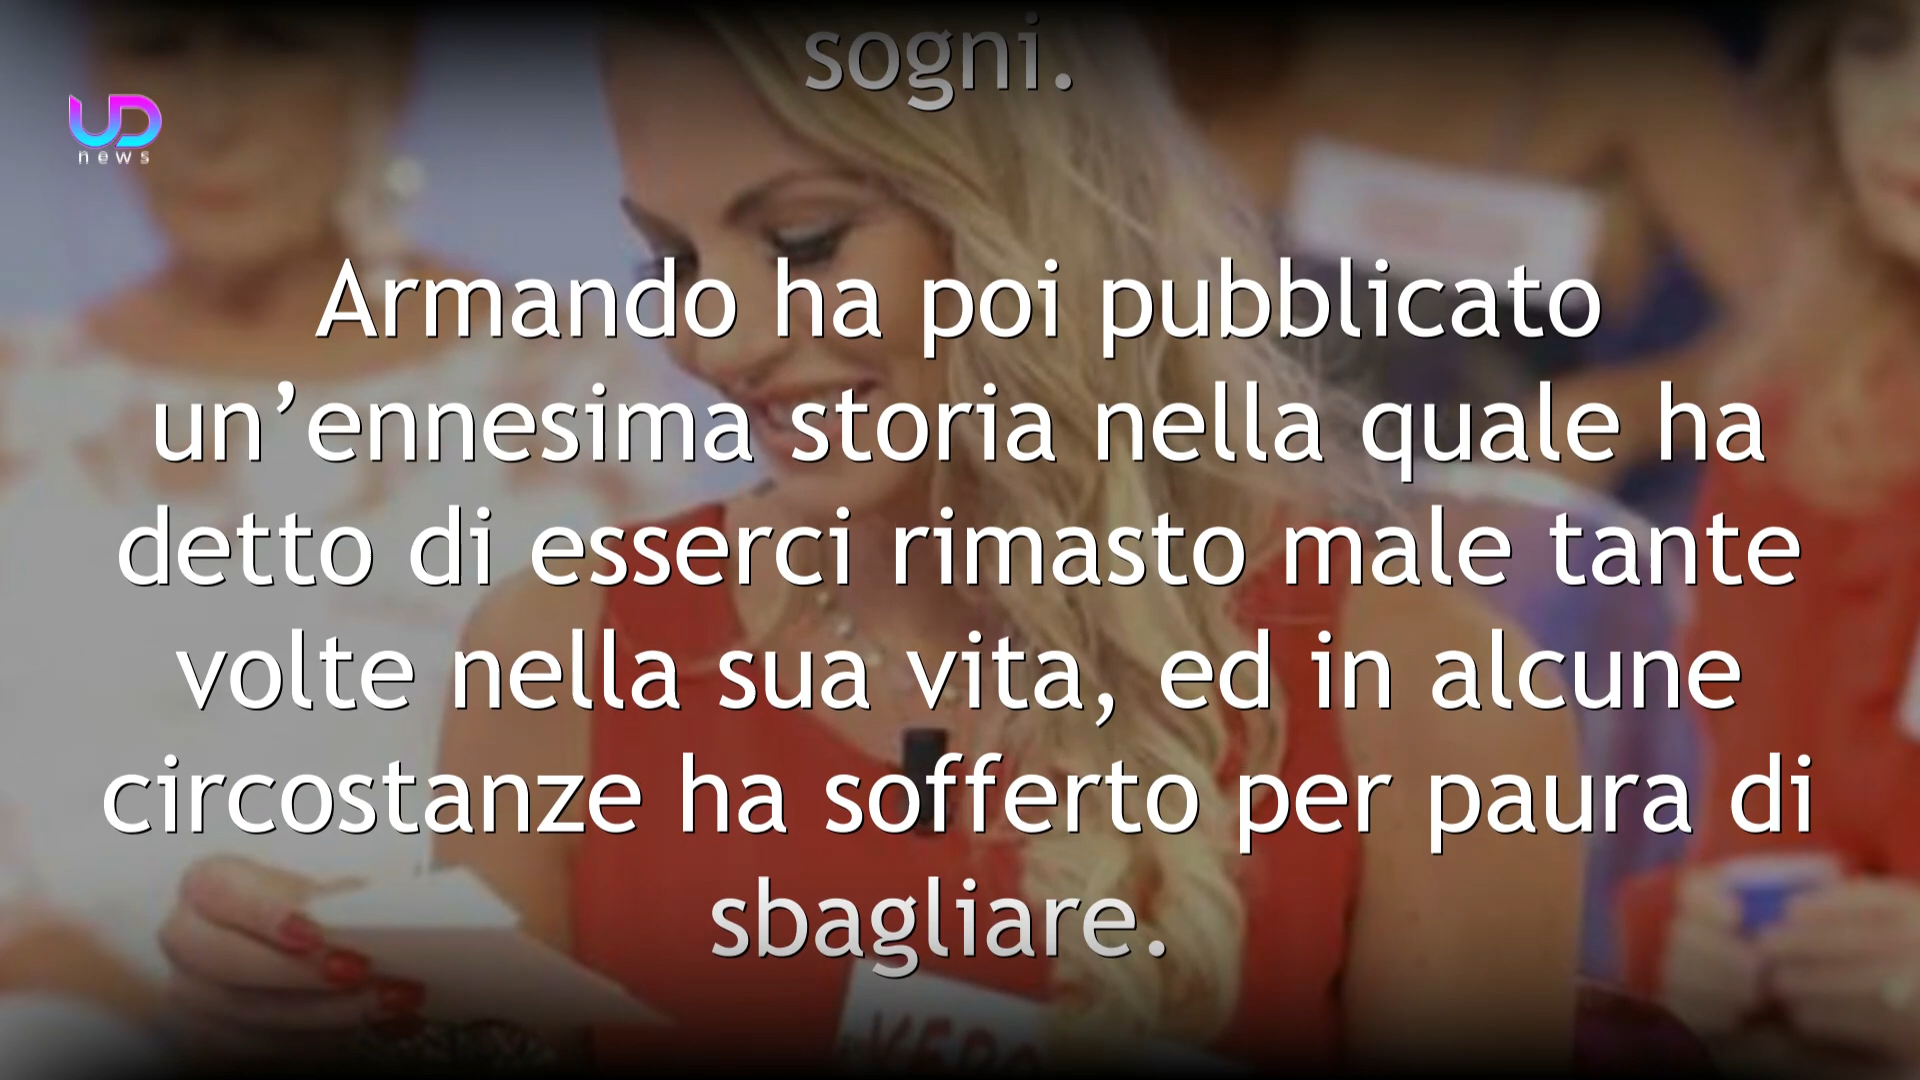 sogni.
UD
news
Armando ha poi pubblicato
un’ennesima storia nella quale ha
detto di esserci rimasto male tante
volte nella sua vita, ed in alcune
circostanze ha sofferto per paura di
sbagliare.